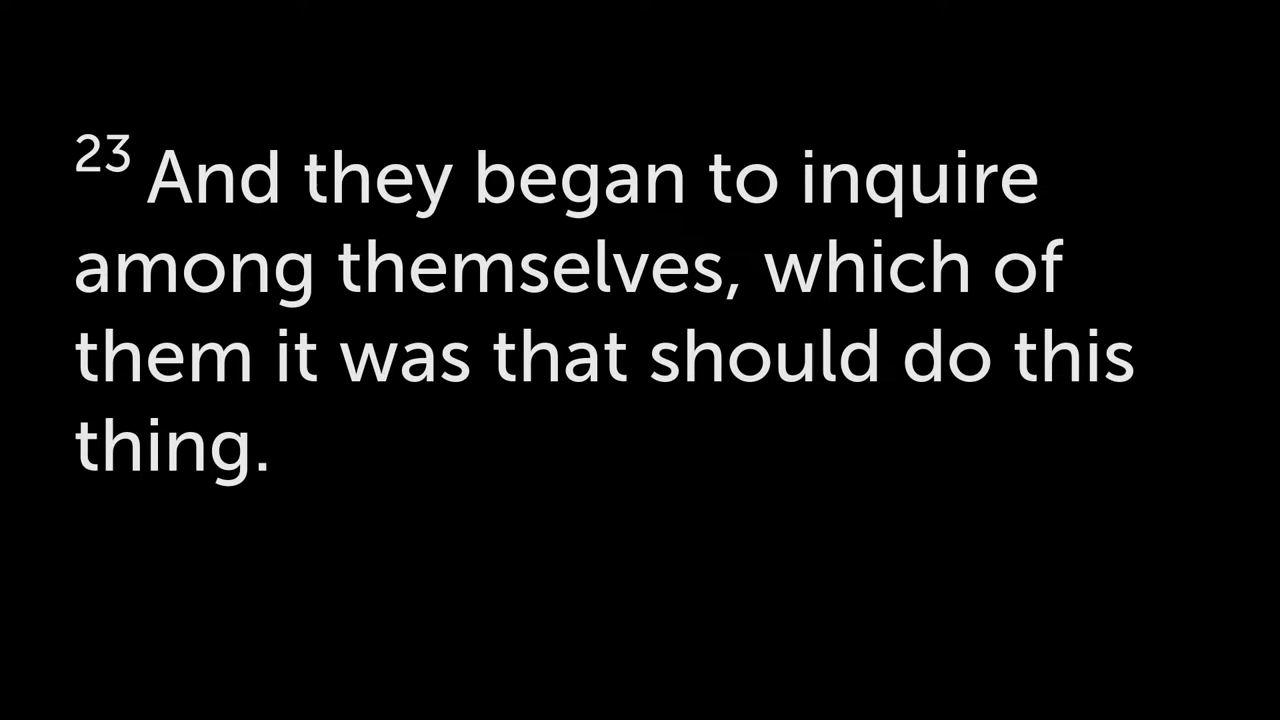 23 And they began to inquire
among themselves, which of
them it was that should do this
thing.